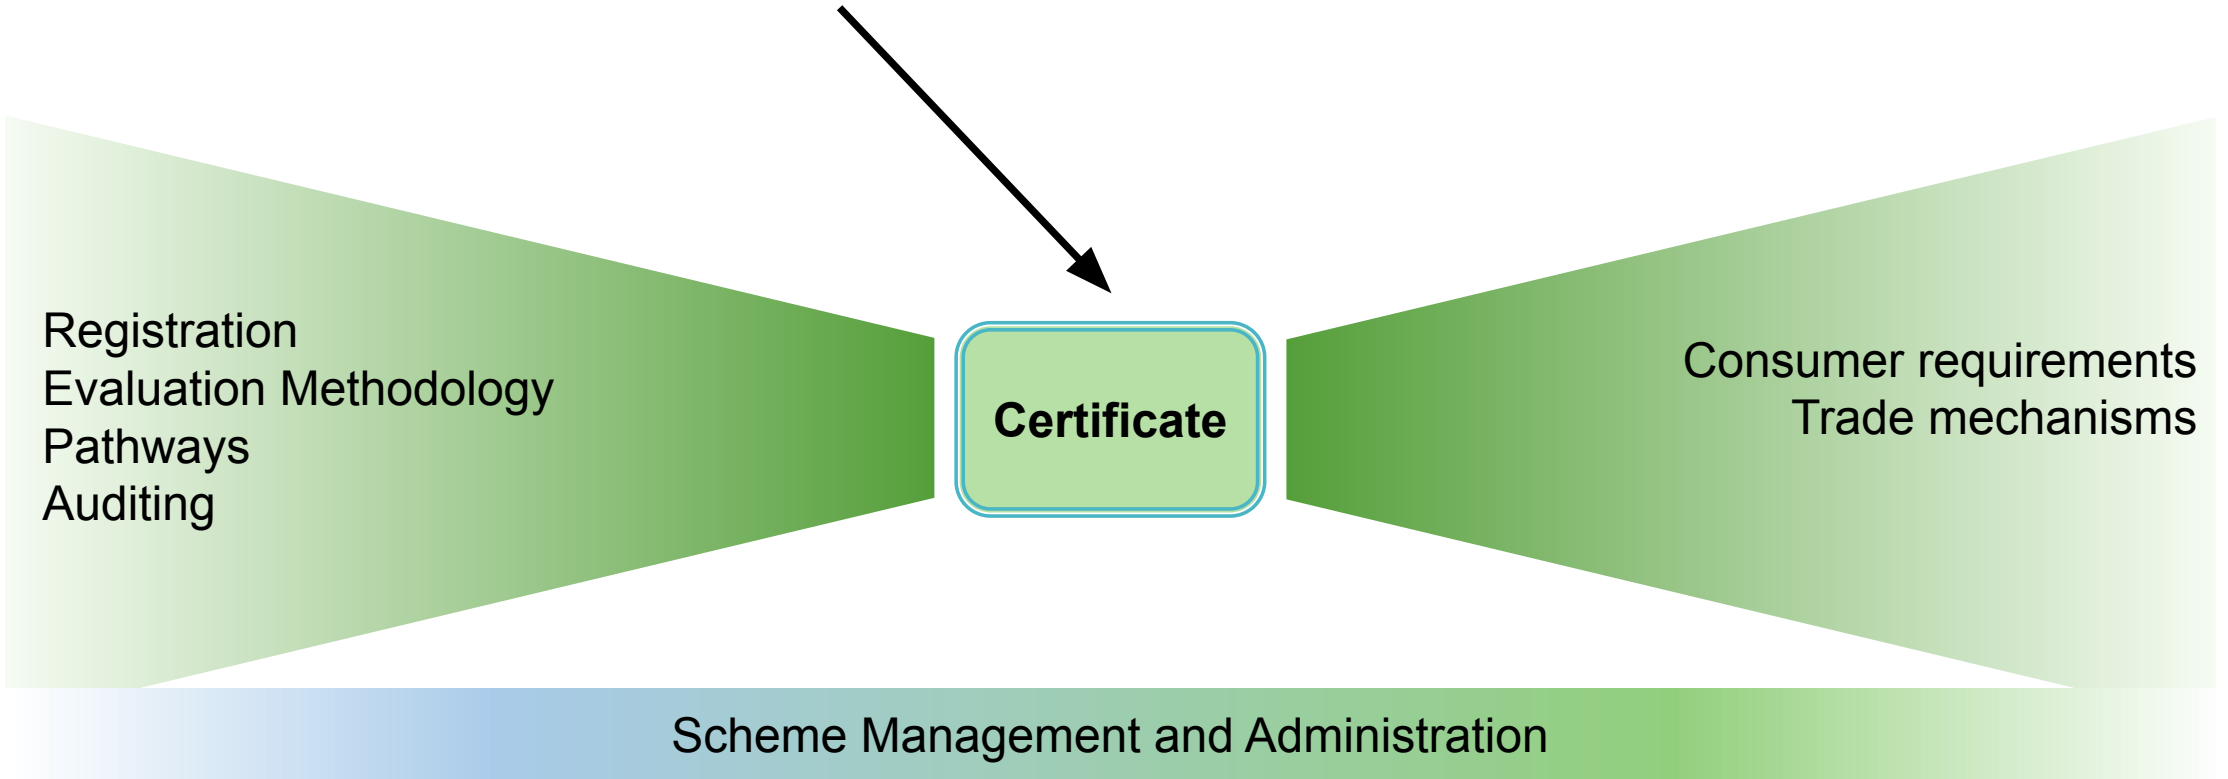 Registration
Evaluation Methodology
Pathways
Auditing
Certificate
Consumer requirements
Trade mechanisms
Scheme Management and Administration